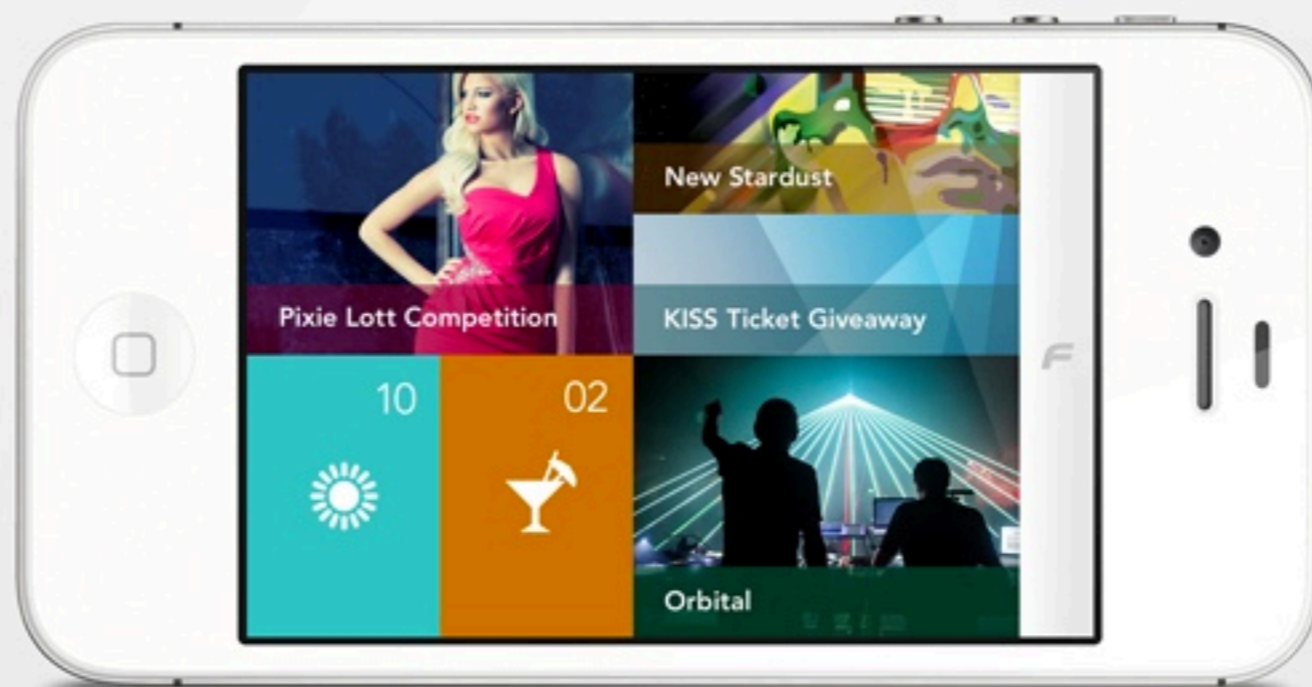 New Stardust
Pixie Lott Competition
KISS Ticket Giveaway
10
02
F
Orbital